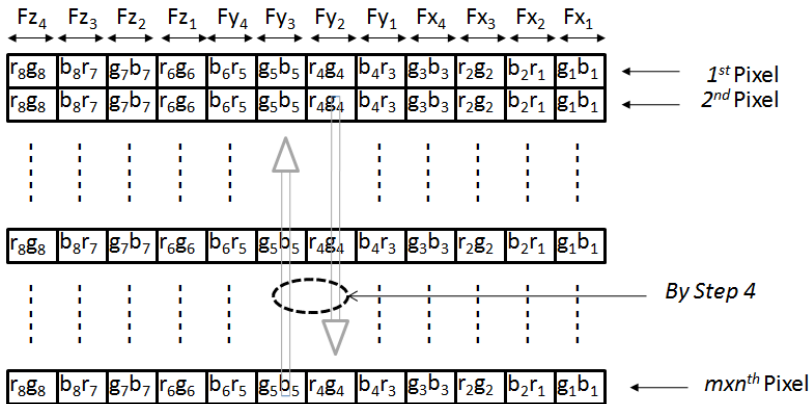 Fz₄ Fz₃ Fz₂ Fz₁ Fy₄ Fy₃ Fy₂ Fy₁ Fx₄ Fx₃ Fx₂ Fx₁
r₈g₈ b₈r₇ g₇b₇ r₆g₆ b₆r₅ g₅b₅ r₄g₄ b₄r₃ g₃b₃ r₂g₂ b₂r₁ g₁b₁ 1ˢᵗ Pixel
r₈g₈ b₈r₇ g₇b₇ r₆g₆ b₆r₅ g₅b₅ r₄g₄ b₄r₃ g₃b₃ r₂g₂ b₂r₁ g₁b₁ 2ⁿᵈ Pixel
r₈g₈ b₈r₇ g₇b₇ r₆g₆ b₆r₅ g₅b₅ r₄g₄ b₄r₃ g₃b₃ r₂g₂ b₂r₁ g₁b₁
By Step 4
r₈g₈ b₈r₇ g₇b₇ r₆g₆ b₆r₅ g₅b₅ r₄g₄ b₄r₃ g₃b₃ r₂g₂ b₂r₁ g₁b₁ mxnᵗʰ Pixel